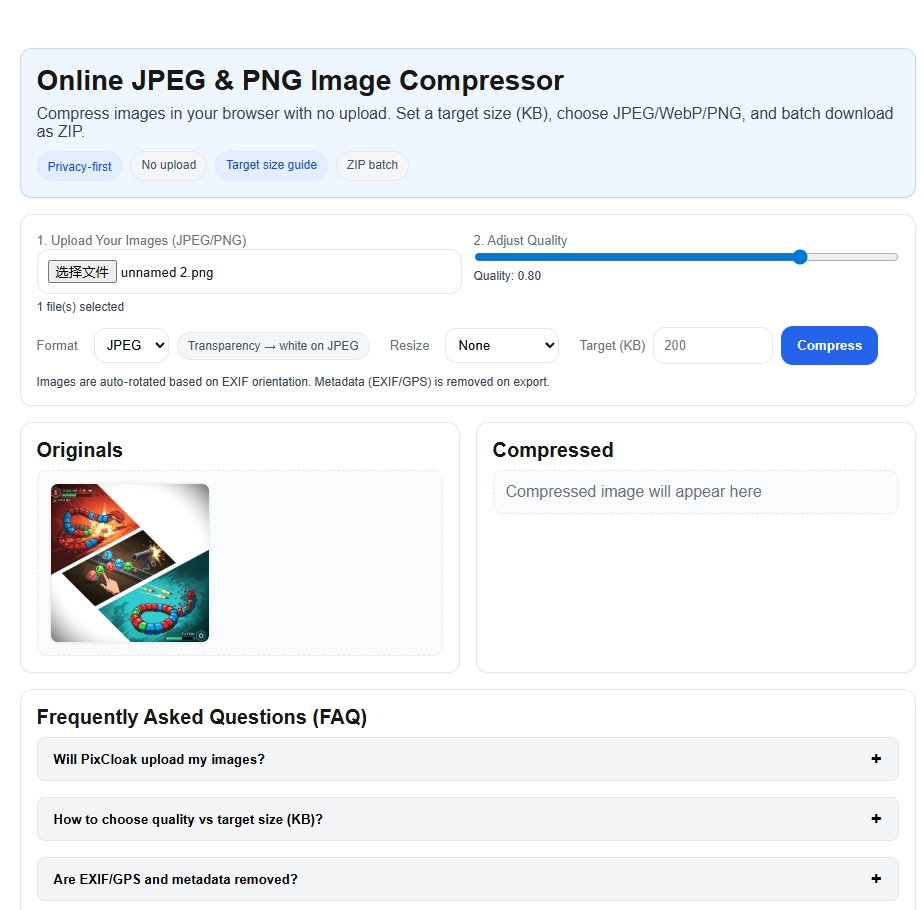 Online JPEG & PNG Image Compressor
Compress images in your browser with no upload. Set a target size (KB), choose JPEG/WebP/PNG, and batch download
as ZIP.
Privacy-first No upload Target size guide ZIP batch
1. Upload Your Images (JPEG/PNG)
选择文件 unnamed 2.png
1 file(s) selected
2. Adjust Quality
Quality: 0.80
Format JPEG Transparency → white on JPEG Resize None Target (KB) 200 Compress
Images are auto-rotated based on EXIF orientation. Metadata (EXIF/GPS) is removed on export.
Originals
Compressed
Compressed image will appear here
Frequently Asked Questions (FAQ)
Will PixCloak upload my images? +
How to choose quality vs target size (KB)? +
Are EXIF/GPS and metadata removed? +